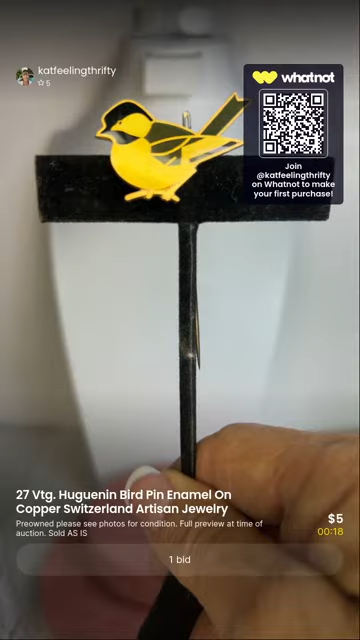 katfeelingthrifty
☆ 5
whatnot
Join
@katfeelingthrifty
on Whatnot to make
your first purchase!
27 Vtg. Huguenin Bird Pin Enamel On
Copper Switzerland Artisan Jewelry
$5
Preowned please see photos for condition. Full preview at time of
auction. Sold AS IS
00:18
1 bid